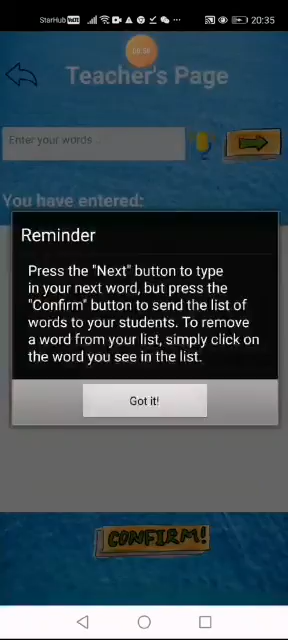 StarHub VoLTE 20:35
Teacher's Page
Enter your words...
You have entered:
Reminder
Press the "Next" button to type
in your next word, but press the
"Confirm" button to send the list of
words to your students. To remove
a word from your list, simply click on
the word you see in the list.
Got it!
CONFIRM!